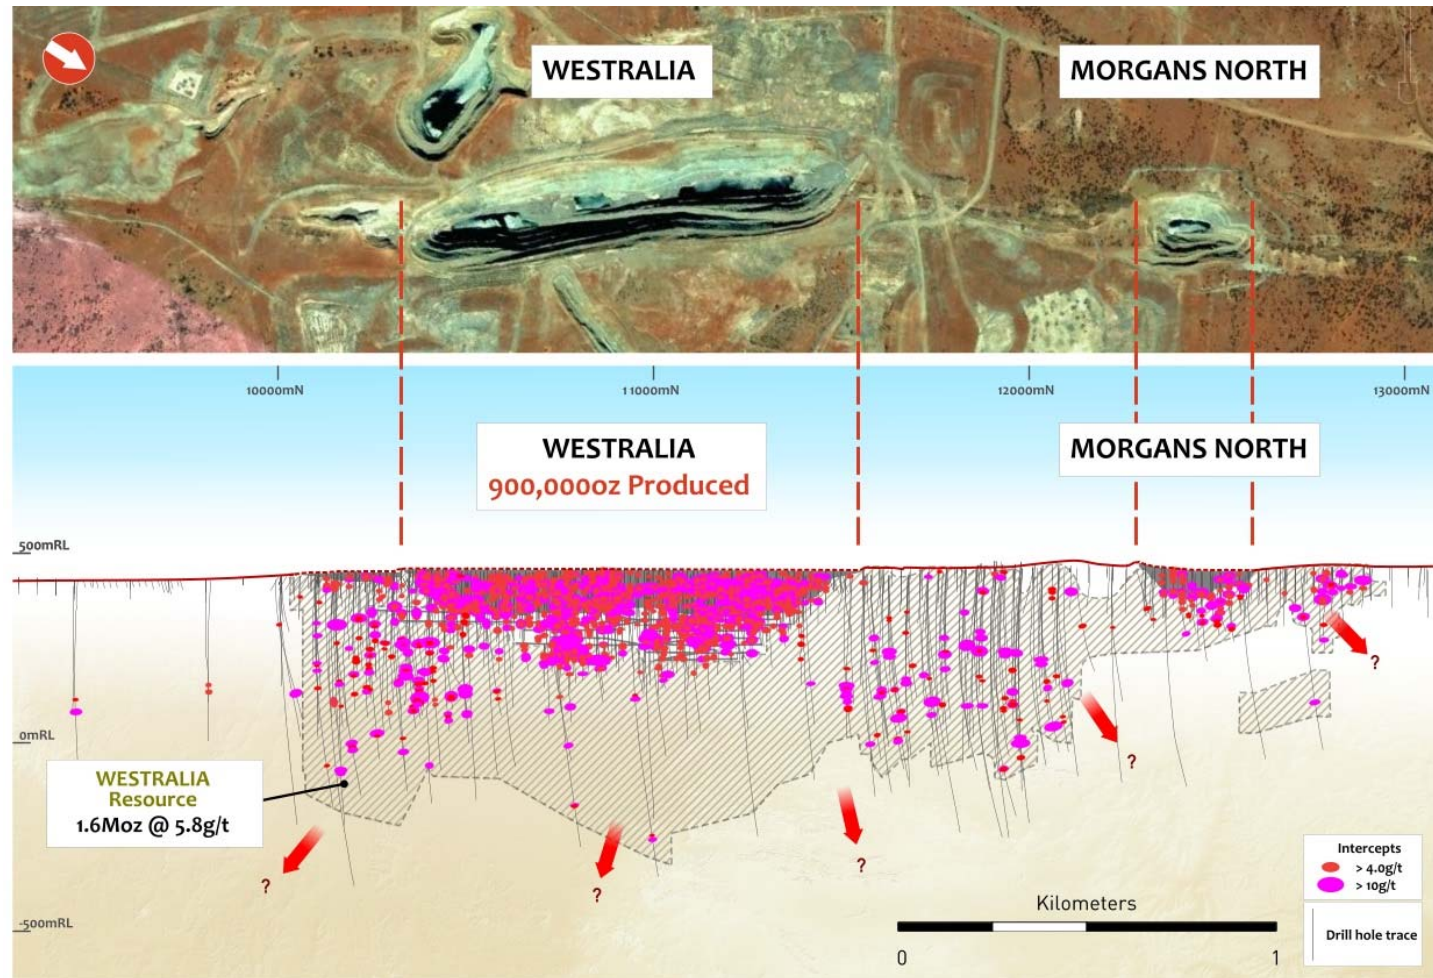 WESTRALIA
MORGANS NORTH
10000mN
11000mN
12000mN
13000mN
WESTRALIA
900,000oz Produced
MORGANS NORTH
500mRL
0mRL
-500mRL
WESTRALIA
Resource
1.6Moz @ 5.8g/t
?
?
?
?
?
Kilometers
0
1
Intercepts
> 4.0g/t
> 10g/t
Drill hole trace